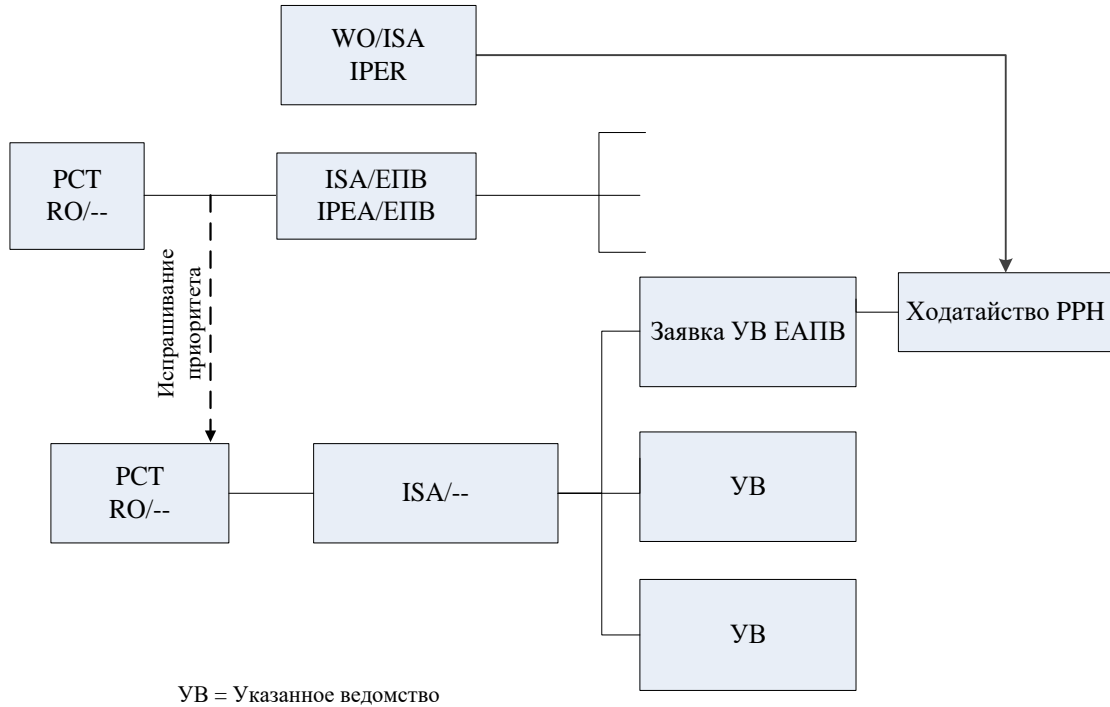 WO/ISA
IPER
PCT
RO/--
ISA/ЕПВ
IPEA/ЕПВ
Испрашивание
приоритета
Заявка УВ ЕАПВ
Ходатайство РРН
PCT
RO/--
ISA/--
УВ
УВ
УВ = Указанное ведомство